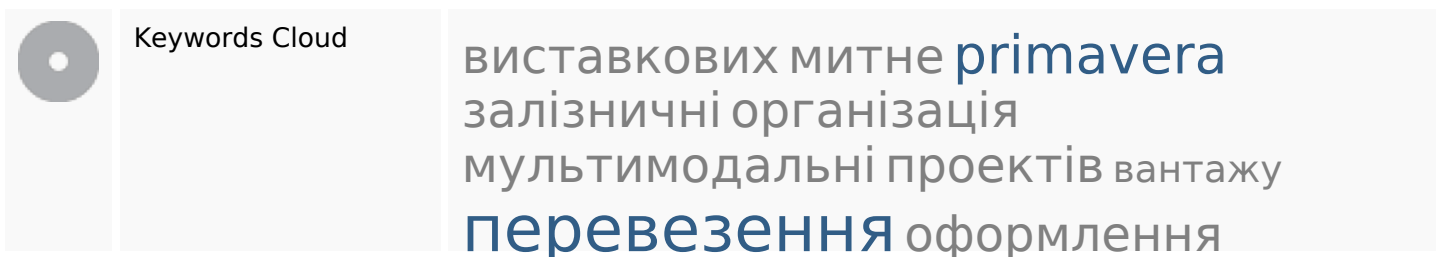 Keywords Cloud
виставкових митне primavera
залізничні організація
мультимодальні проектів вантажу
перевезення оформлення